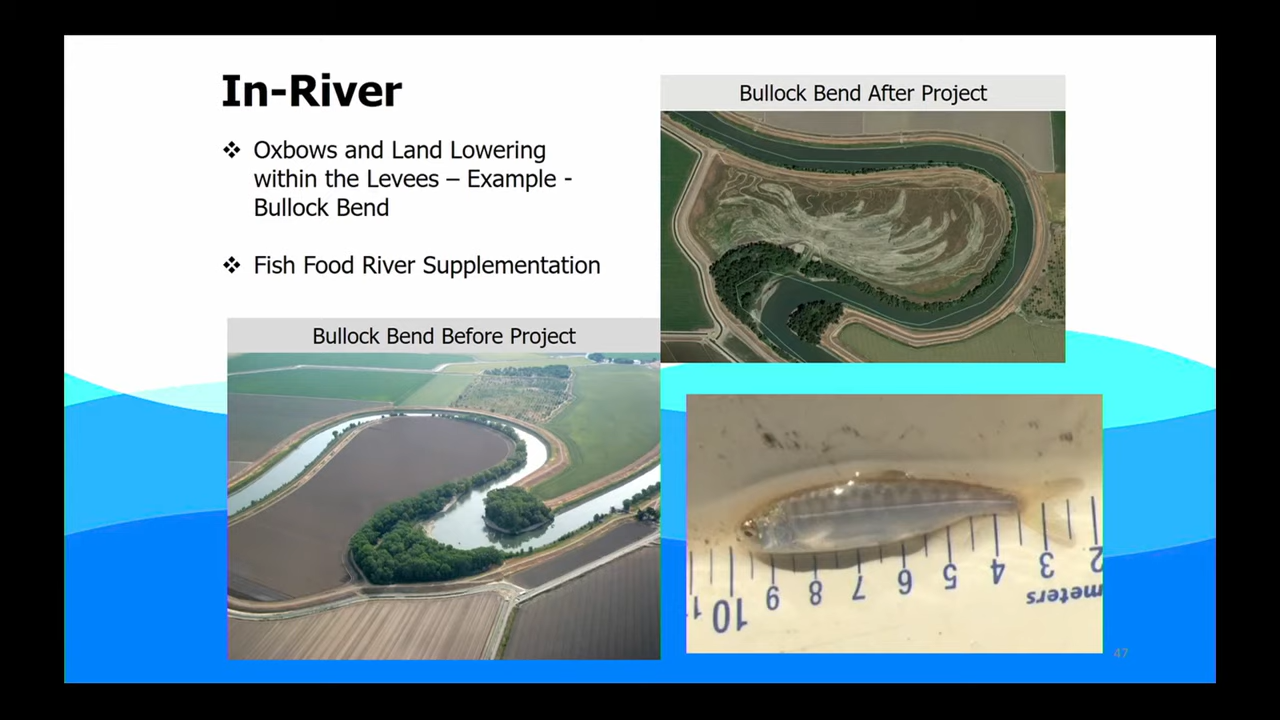 In-River
❖ Oxbows and Land Lowering
within the Levees – Example -
Bullock Bend
❖ Fish Food River Supplementation
Bullock Bend After Project
Bullock Bend Before Project
1 10 9 8 7 6 5 4 3 2
meters
47